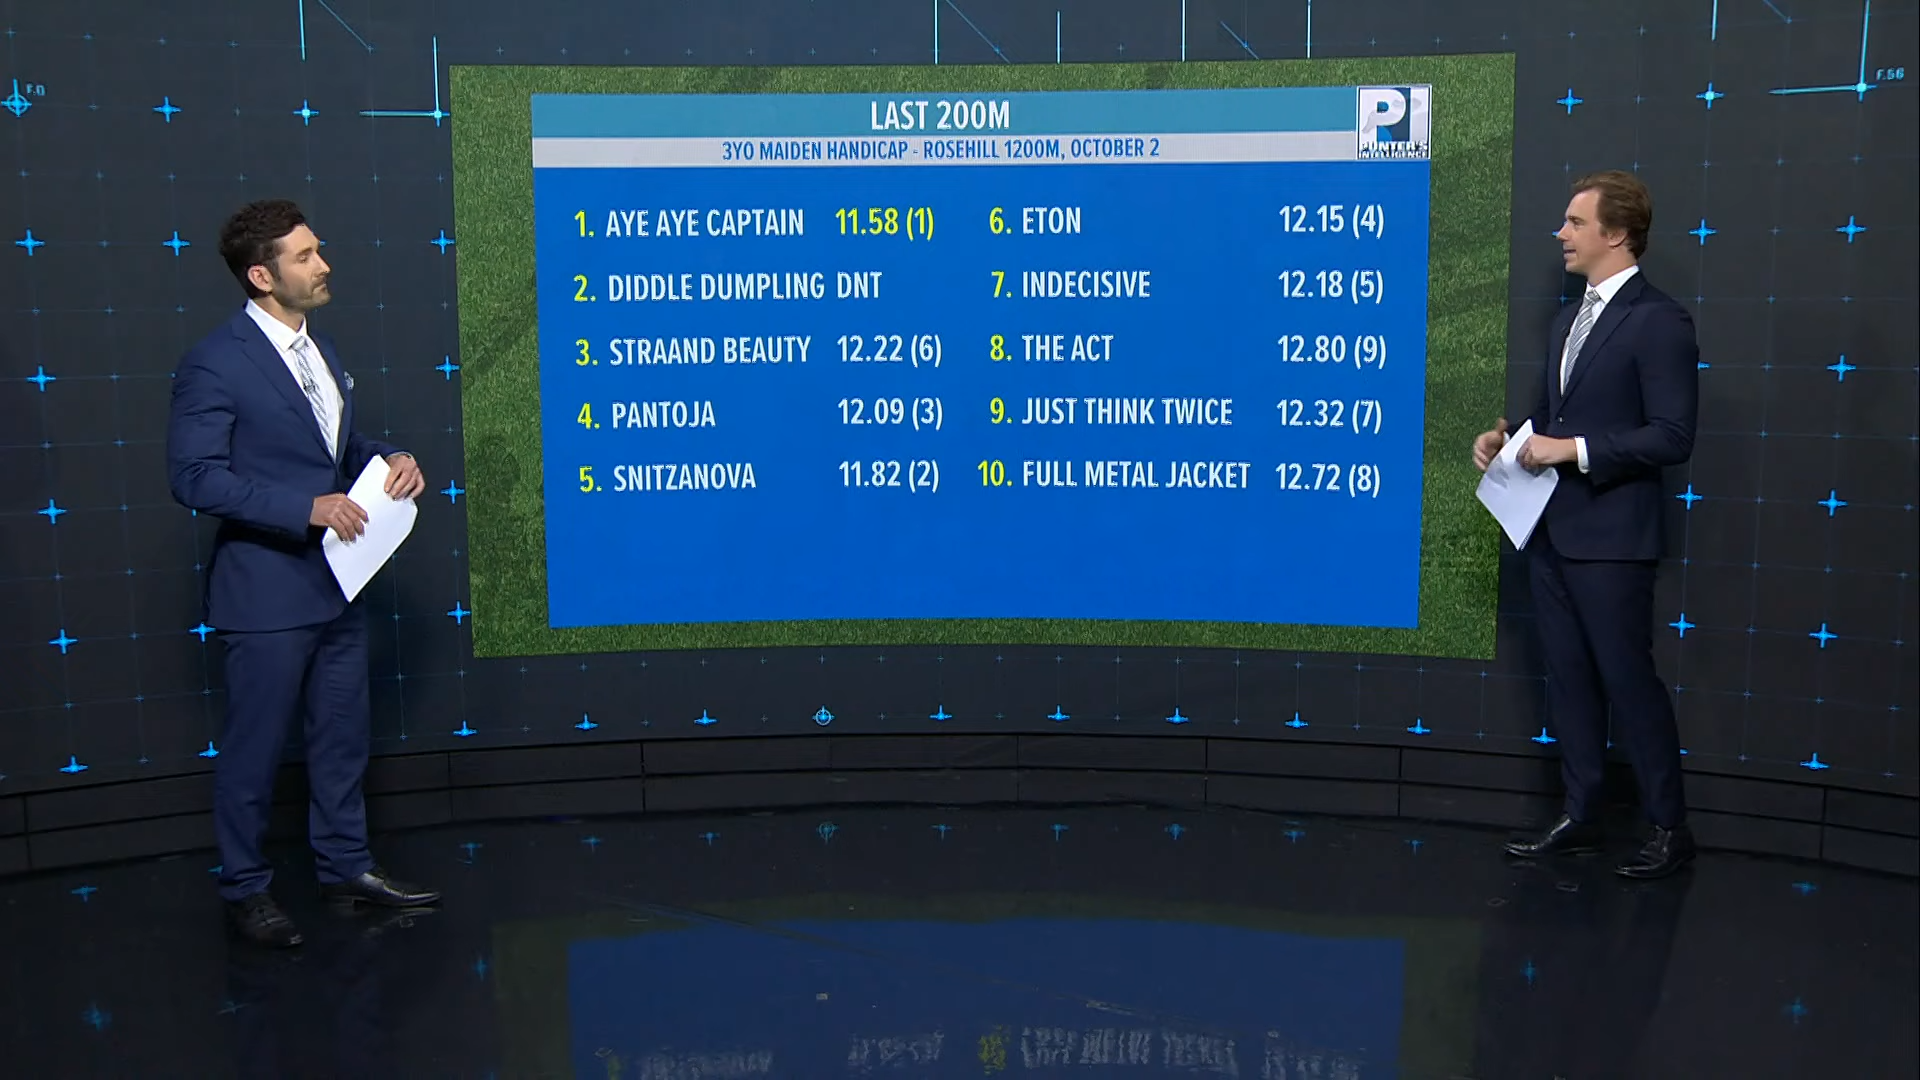 F.0
F.56
LAST 200M
3YO MAIDEN HANDICAP - ROSEHILL 1200M, OCTOBER 2
PUNTER'S
INTELLIGENCE
1. AYE AYE CAPTAIN 11.58 (1)
2. DIDDLE DUMPLING DNT
3. STRAAND BEAUTY 12.22 (6)
4. PANTOJA 12.09 (3)
5. SNITZANOVA 11.82 (2)
6. ETON 12.15 (4)
7. INDECISIVE 12.18 (5)
8. THE ACT 12.80 (9)
9. JUST THINK TWICE 12.32 (7)
10. FULL METAL JACKET 12.72 (8)